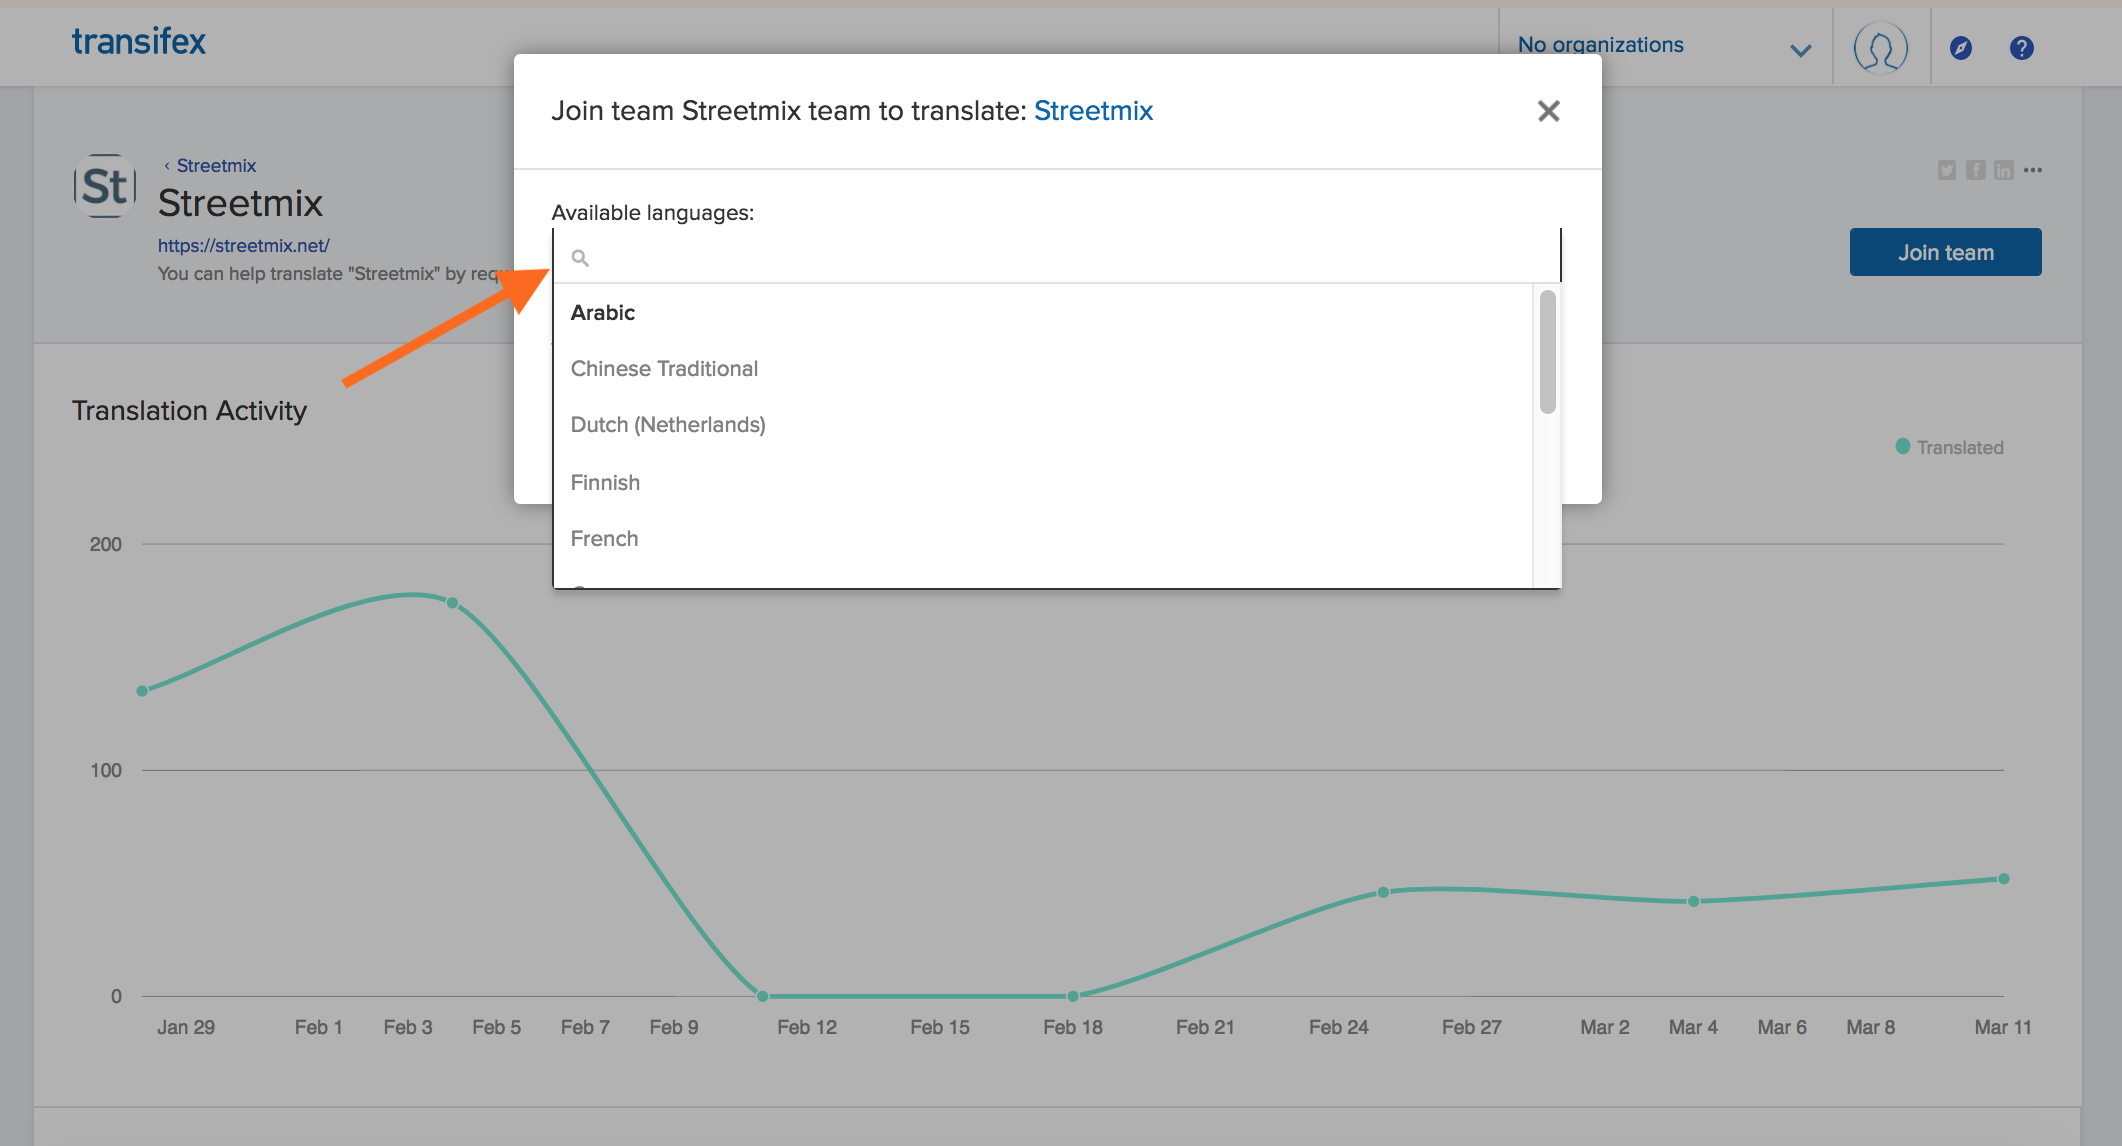 transifex
No organizations
Join team Streetmix team to translate: Streetmix
St
‹ Streetmix
Streetmix
https://streetmix.net/
You can help translate "Streetmix" by
Join team
Available languages:
Arabic
Chinese Traditional
Dutch (Netherlands)
Finnish
French
Translation Activity
Translated
200
100
0
Jan 29 Feb 1 Feb 3 Feb 5 Feb 7 Feb 9 Feb 12 Feb 15 Feb 18 Feb 21 Feb 24 Feb 27 Mar 2 Mar 4 Mar 6 Mar 8 Mar 11